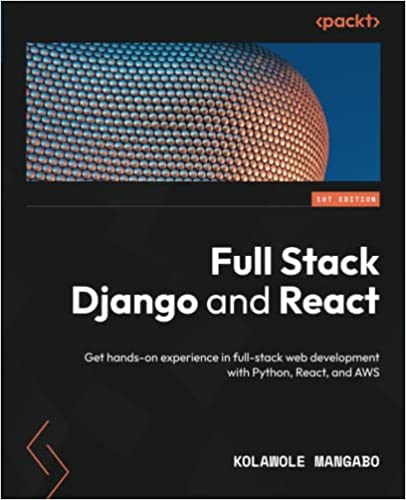 <packt>
1ST EDITION
Full Stack
Django and React
Get hands-on experience in full-stack web development
with Python, React, and AWS
KOLAWOLE MANGABO